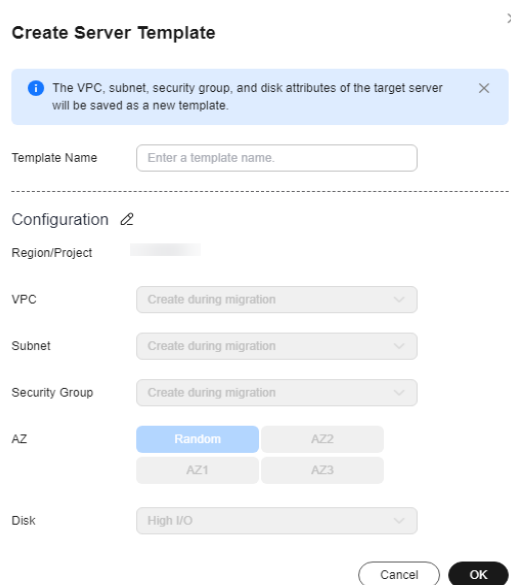 Create Server Template
The VPC, subnet, security group, and disk attributes of the target server
will be saved as a new template.
Template Name
Enter a template name.
Configuration
Region/Project
VPC
Create during migration
Subnet
Create during migration
Security Group
Create during migration
AZ
Random
AZ2
AZ1
AZ3
Disk
High I/O
Cancel
OK